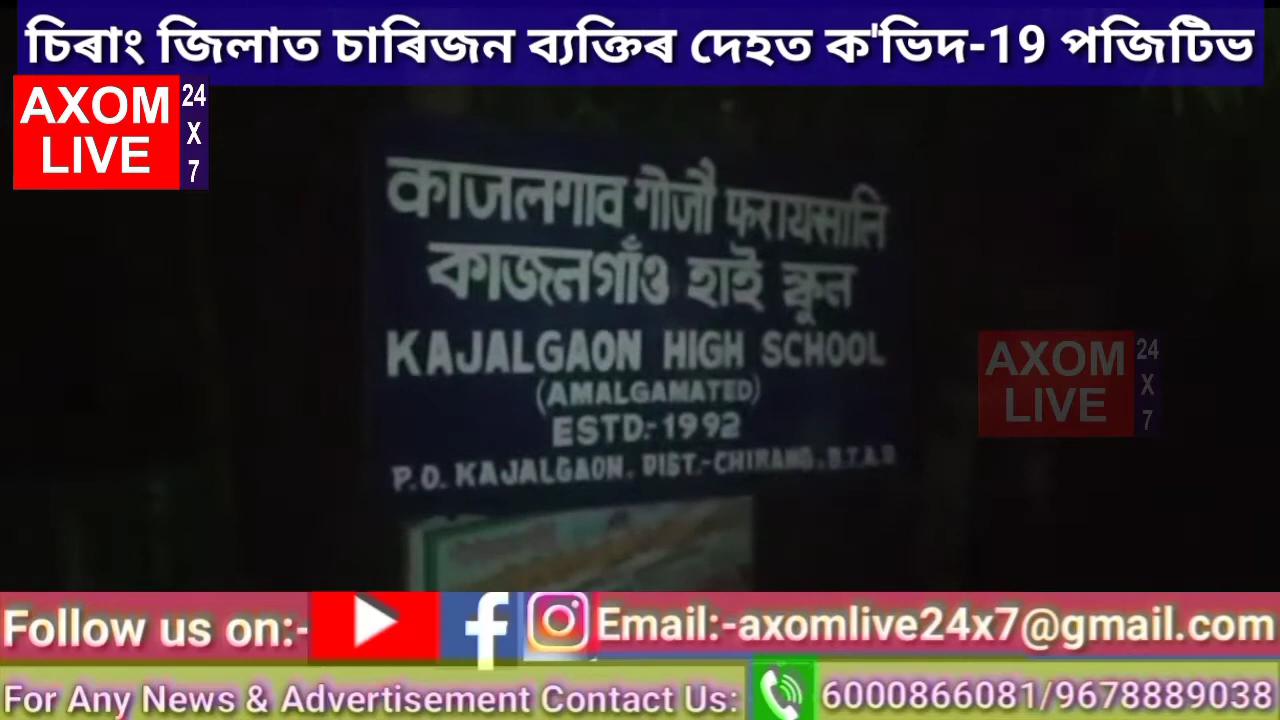 চিৰাং জিলাত চাৰিজন ব্যক্তিৰ দেহত ক'ভিদ-19 পজিটিভ
AXOM LIVE 24 X 7
काजलगाव गोजौ फरायसालि
কাজলগাঁও হাই স্কুল
KAJALGAON HIGH SCHOOL
(AMALGAMATED)
ESTD.-1992
P.O. KAJALGAON. DIST.-CHIRANG. B.T.A.D
AXOM LIVE 24 X 7
Follow us on:- Email:-axomlive24x7@gmail.com
For Any News & Advertisement Contact Us: 6000866081/9678889038